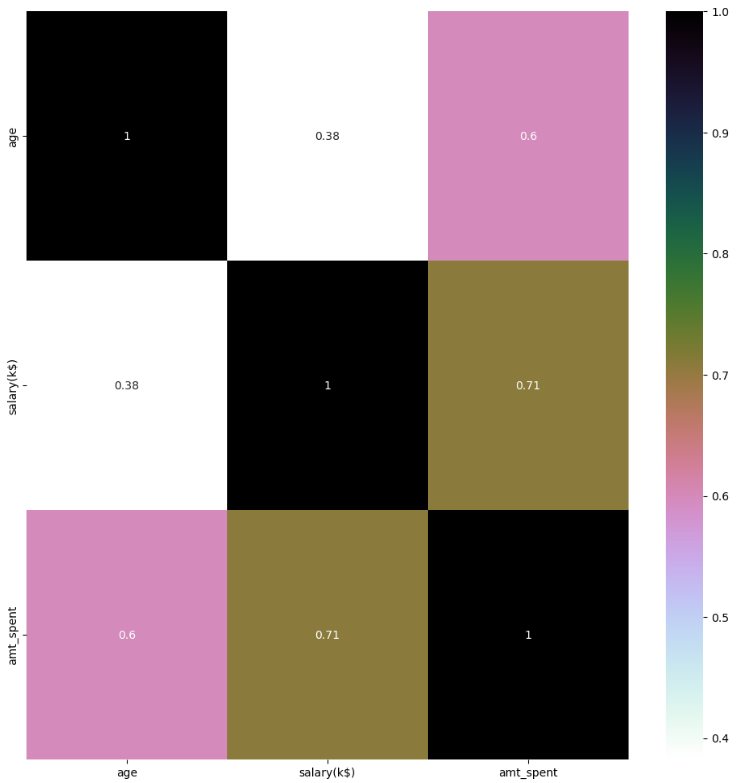 age 1 0.38 0.6
salary(k$) 0.38 1 0.71
amt_spent 0.6 0.71 1
age salary(k$) amt_spent
1.0
0.9
0.8
0.7
0.6
0.5
0.4